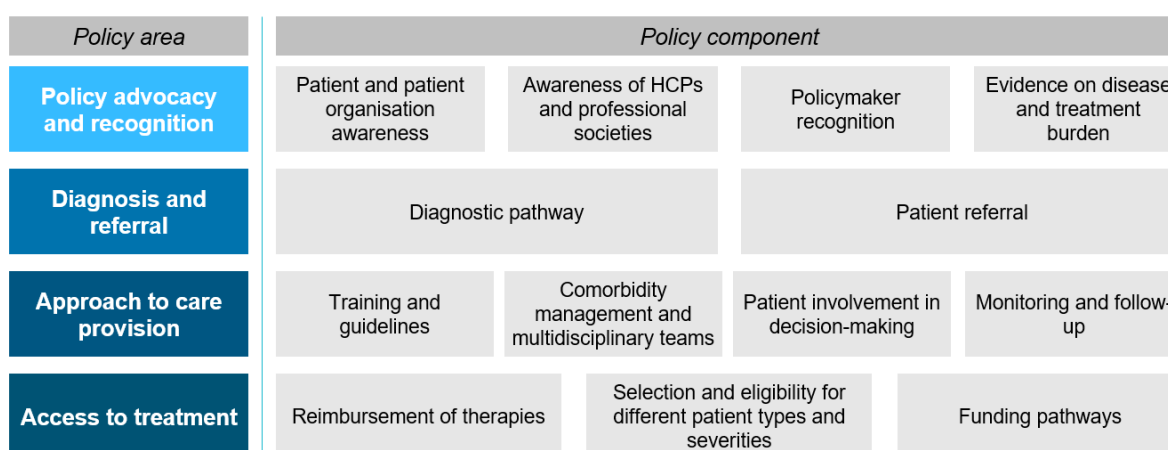 Policy area
Policy component
Policy advocacy
and recognition
Patient and patient
organisation
awareness
Awareness of HCPs
and professional
societies
Policymaker
recognition
Evidence on disease
and treatment
burden
Diagnosis and
referral
Diagnostic pathway
Patient referral
Approach to care
provision
Training and
guidelines
Comorbidity
management and
multidisciplinary teams
Patient involvement in
decision-making
Monitoring and follow-
up
Access to treatment
Reimbursement of therapies
Selection and eligibility for
different patient types and
severities
Funding pathways